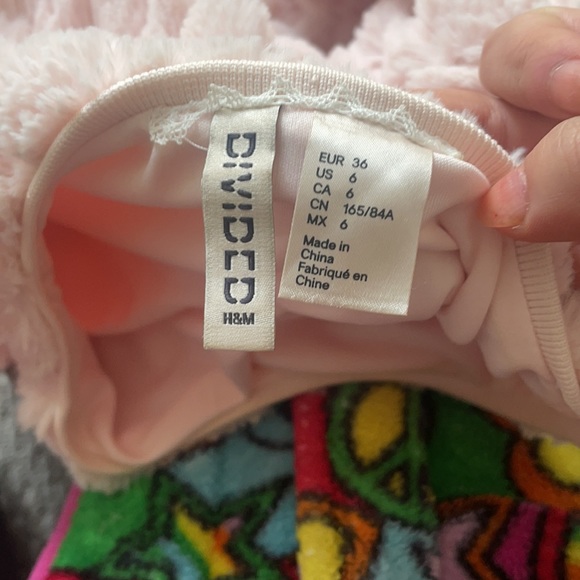 DIVIDED
H&M
EUR 36
US 6
CA 6
CN 165/84A
MX 6
Made in
China
Fabriqué en
Chine